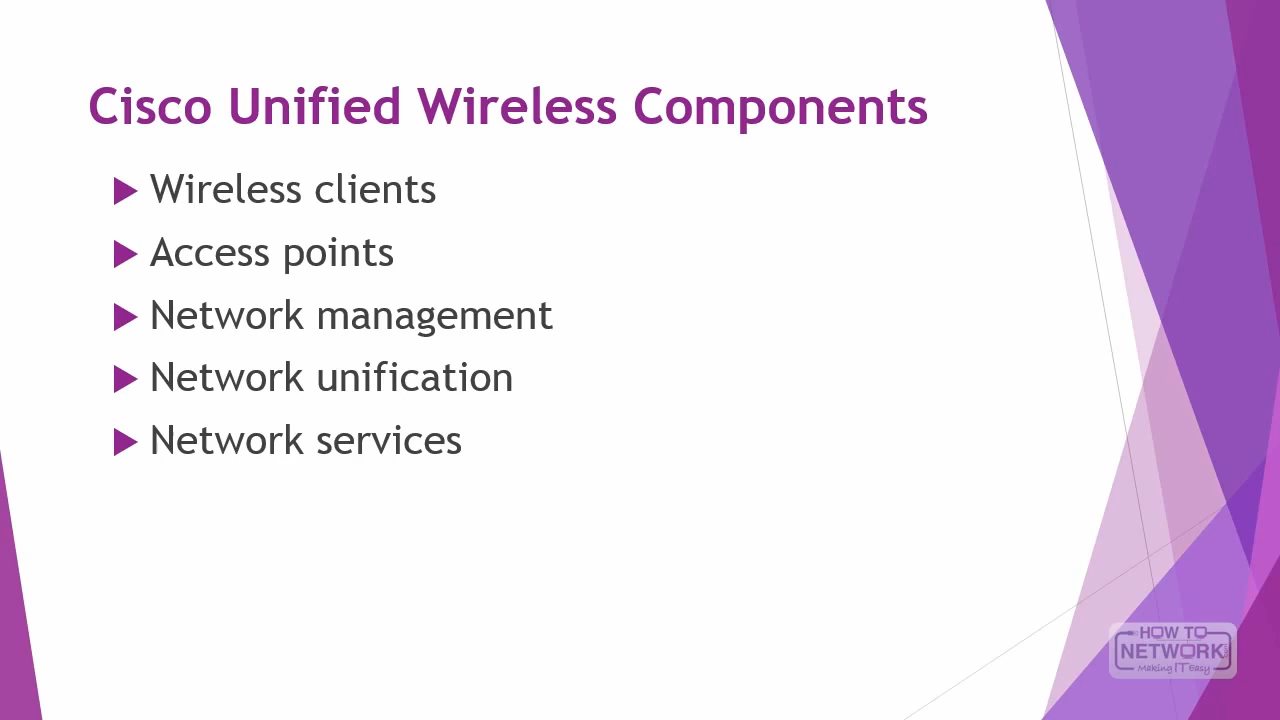 Cisco Unified Wireless Components
Wireless clients
Access points
Network management
Network unification
Network services
HOW TO
NETWORK
Making IT Easy